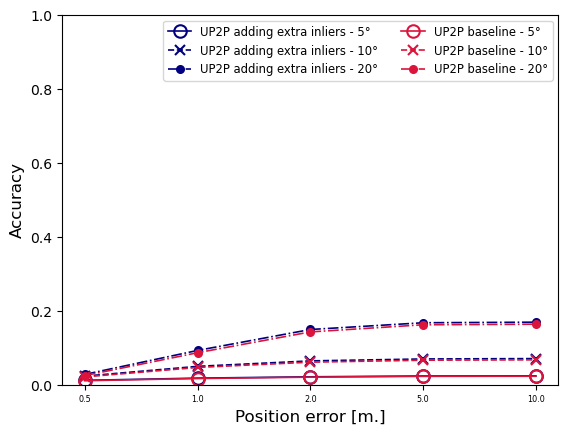 UP2P adding extra inliers - 5°
UP2P adding extra inliers - 10°
UP2P adding extra inliers - 20°
UP2P baseline - 5°
UP2P baseline - 10°
UP2P baseline - 20°
1.0
0.8
0.6
0.4
0.2
0.0
Accuracy
0.5 1.0 2.0 5.0 10.0
Position error [m.]